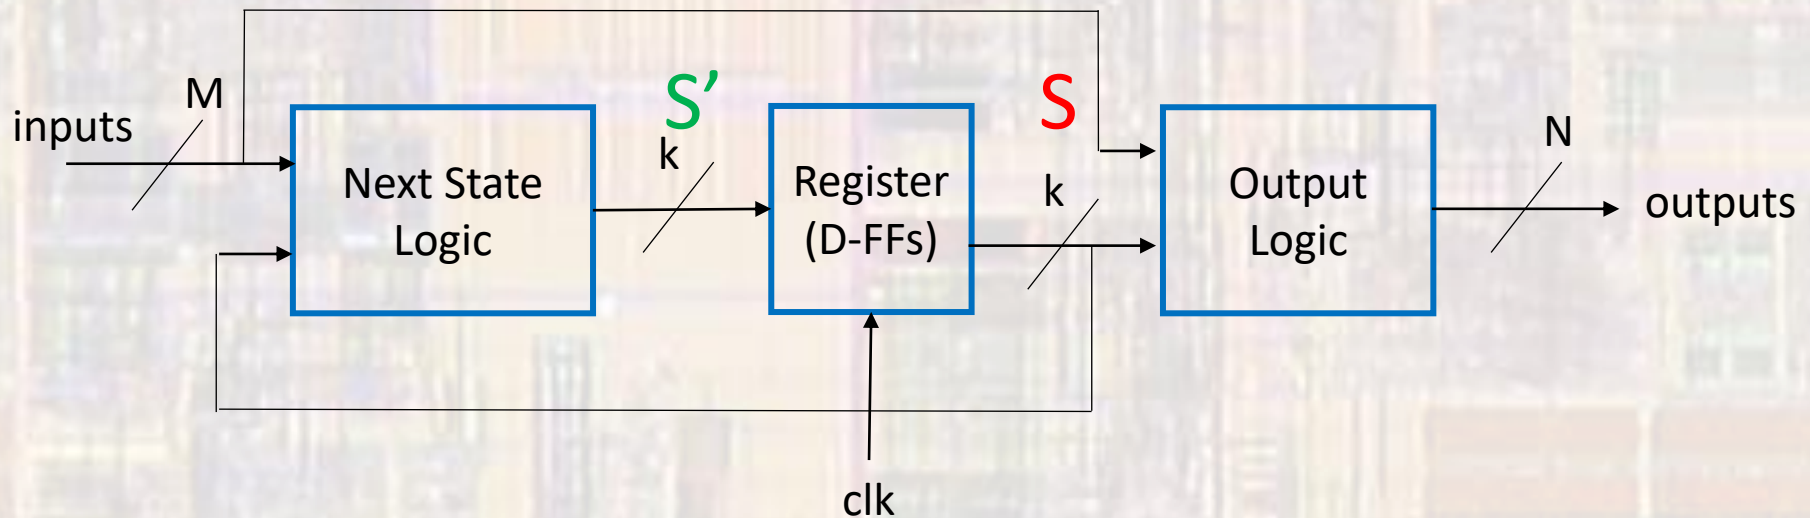 inputs
M
Next State
Logic
S’
k
Register
(D-FFs)
clk
S
k
Output
Logic
N
outputs